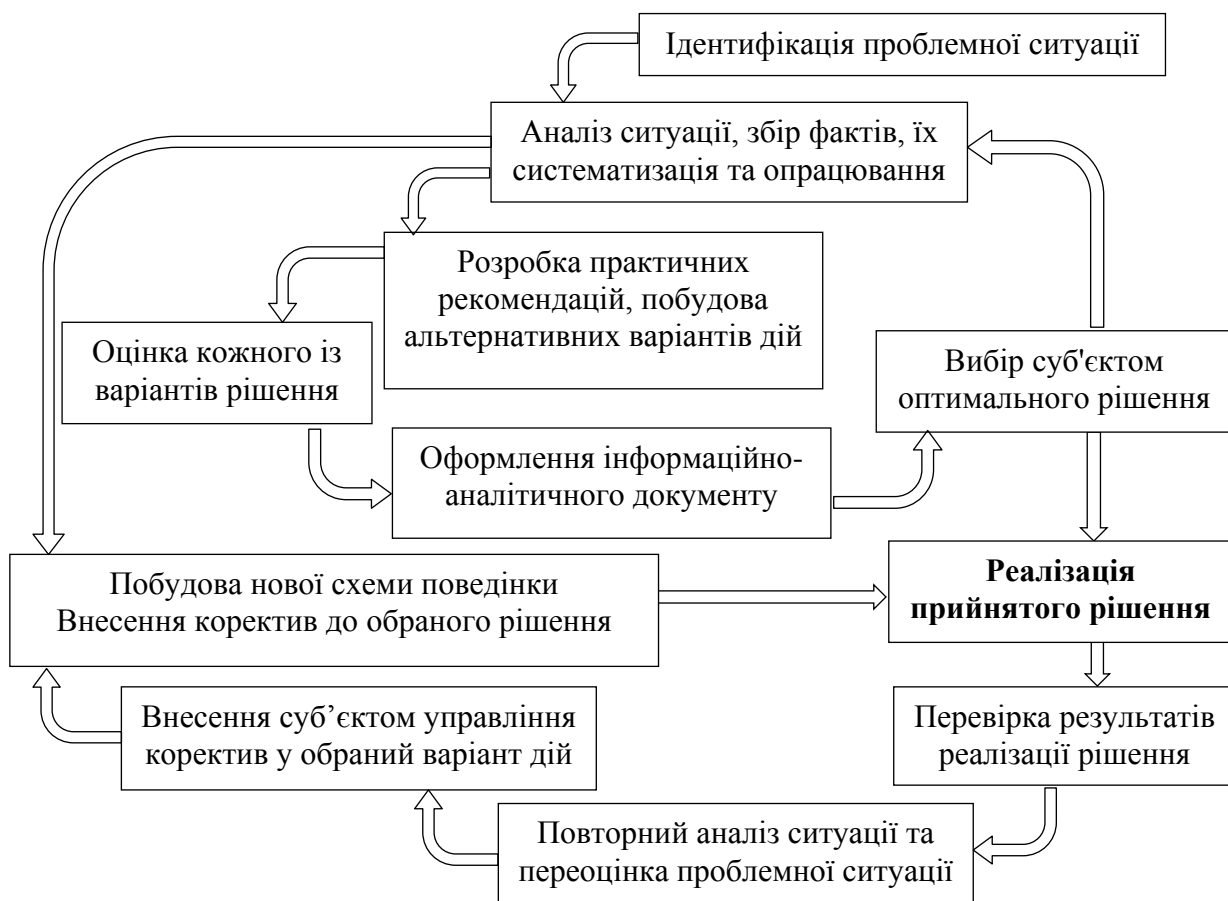 Ідентифікація проблемної ситуації
Аналіз ситуації, збір фактів, їх
систематизація та опрацювання
Розробка практичних
рекомендацій, побудова
альтернативних варіантів дій
Оцінка кожного із
варіантів рішення
Вибір суб'єктом
оптимального рішення
Оформлення інформаційно-
аналітичного документу
Побудова нової схеми поведінки
Внесення коректив до обраного рішення
Реалізація
прийнятого рішення
Внесення суб’єктом управління
коректив у обраний варіант дій
Перевірка результатів
реалізації рішення
Повторний аналіз ситуації та
переоцінка проблемної ситуації